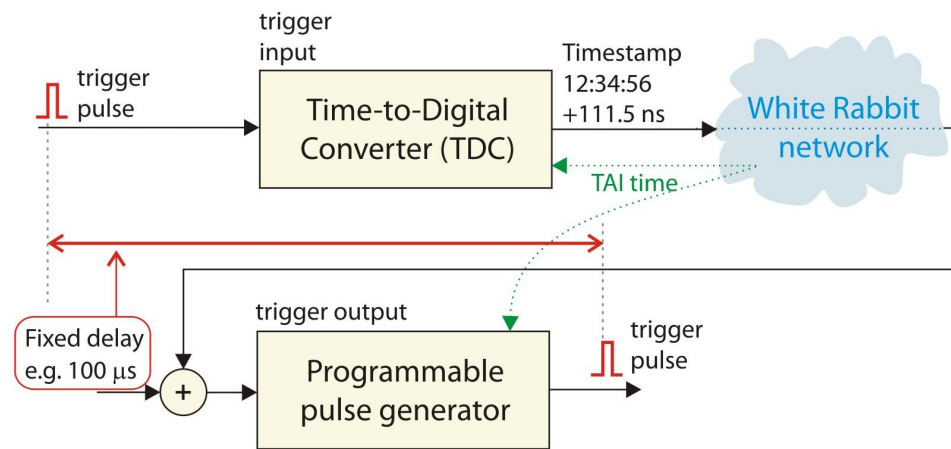 trigger
input
trigger
pulse
Time-to-Digital
Converter (TDC)
Timestamp
12:34:56
+111.5 ns
White Rabbit
network
TAI time
Fixed delay
e.g. 100 µs
+
trigger output
Programmable
pulse generator
trigger
pulse